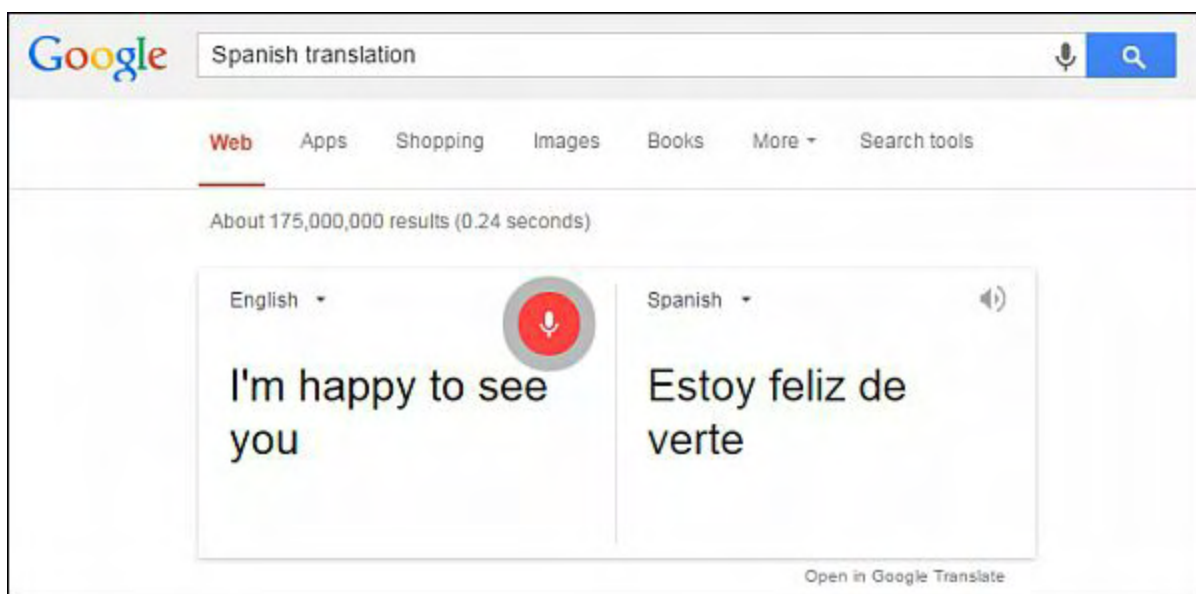 Google Spanish translation
Web Apps Shopping Images Books More Search tools
About 175,000,000 results (0.24 seconds)
English Spanish
I'm happy to see Estoy feliz de
you verte
Open in Google Translate